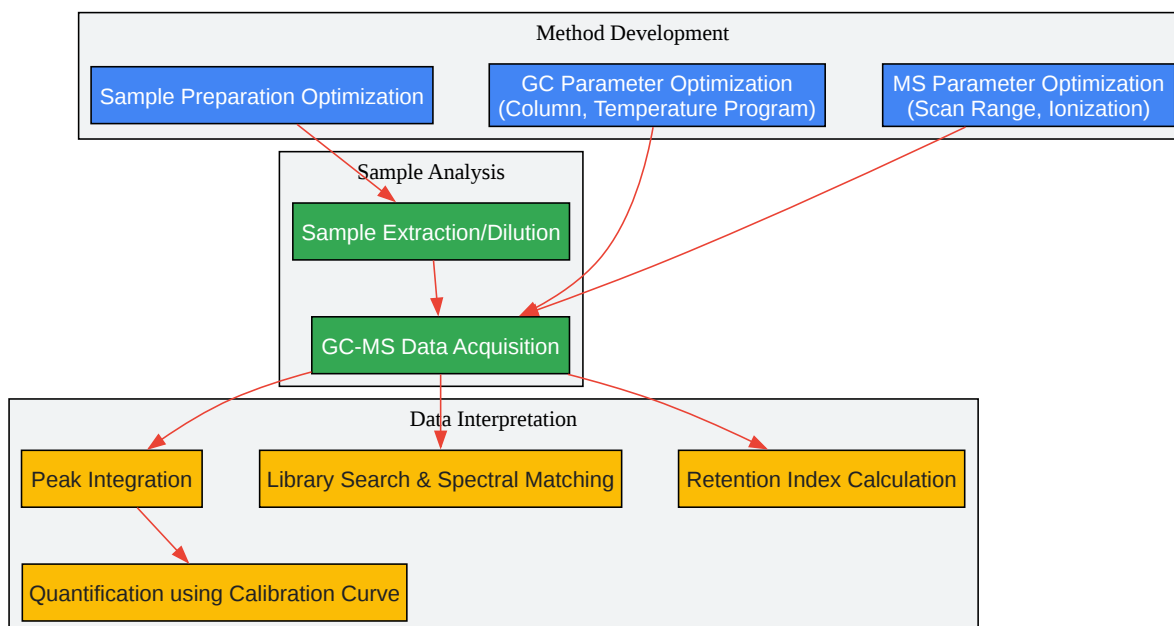 Method Development
Sample Preparation Optimization
GC Parameter Optimization
(Column, Temperature Program)
MS Parameter Optimization
(Scan Range, Ionization)
Sample Analysis
Sample Extraction/Dilution
GC-MS Data Acquisition
Data Interpretation
Peak Integration
Library Search & Spectral Matching
Retention Index Calculation
Quantification using Calibration Curve